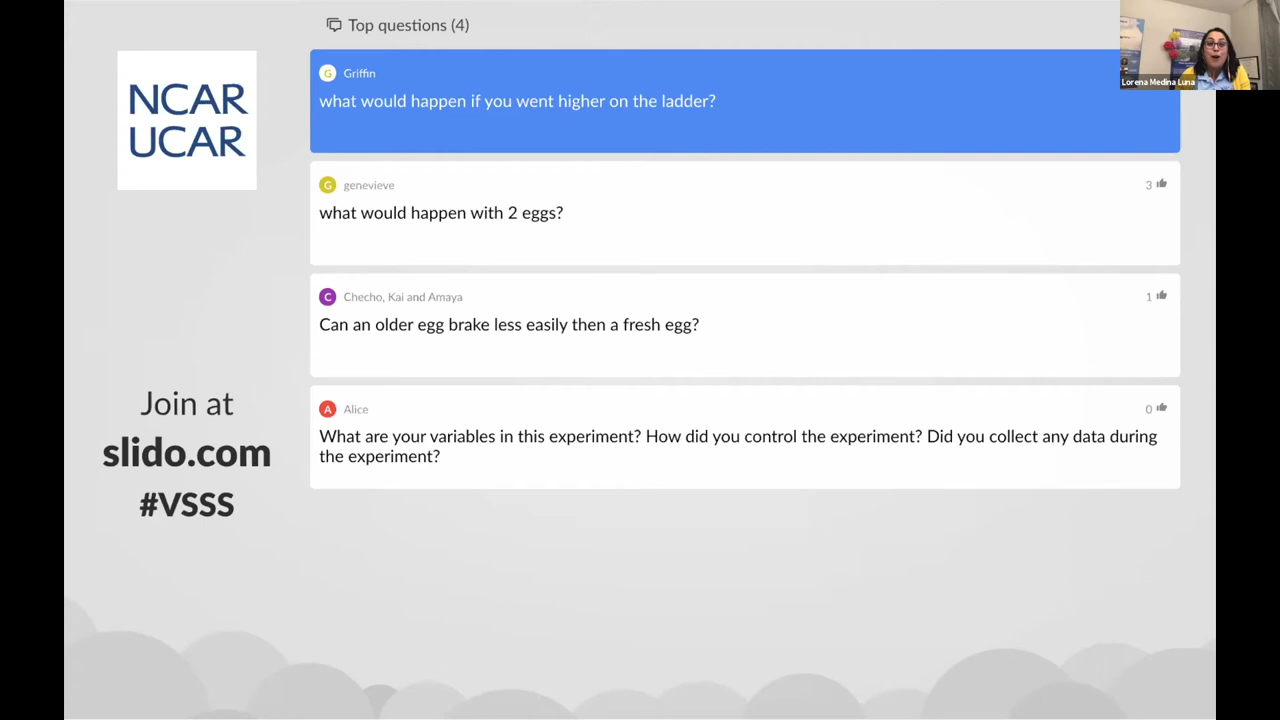 Top questions (4)
NCAR
UCAR
G Griffin
what would happen if you went higher on the ladder?
G genevieve 3
what would happen with 2 eggs?
C Checho, Kai and Amaya 1
Can an older egg brake less easily then a fresh egg?
A Alice 0
What are your variables in this experiment? How did you control the experiment? Did you collect any data during
the experiment?
Join at
slido.com
#VSSS
Lorena Medina Luna